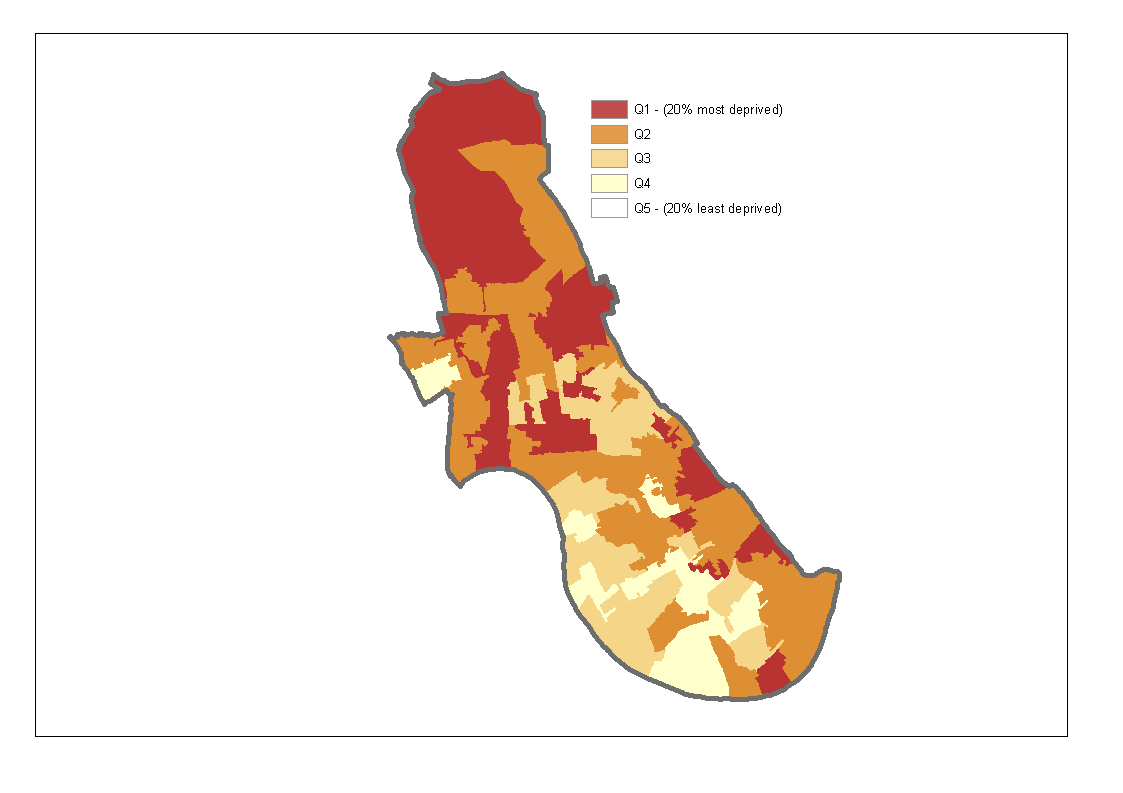 Q1 - (20% most deprived)
Q2
Q3
Q4
Q5 - (20% least deprived)